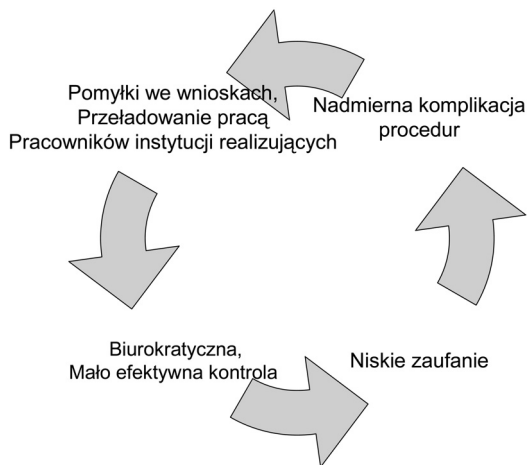 Pomyłki we wnioskach,
Przeładowanie pracą
Pracowników instytucji realizujących
Nadmierna komplikacja
procedur
Biurokratyczna,
Mało efektywna kontrola
Niskie zaufanie